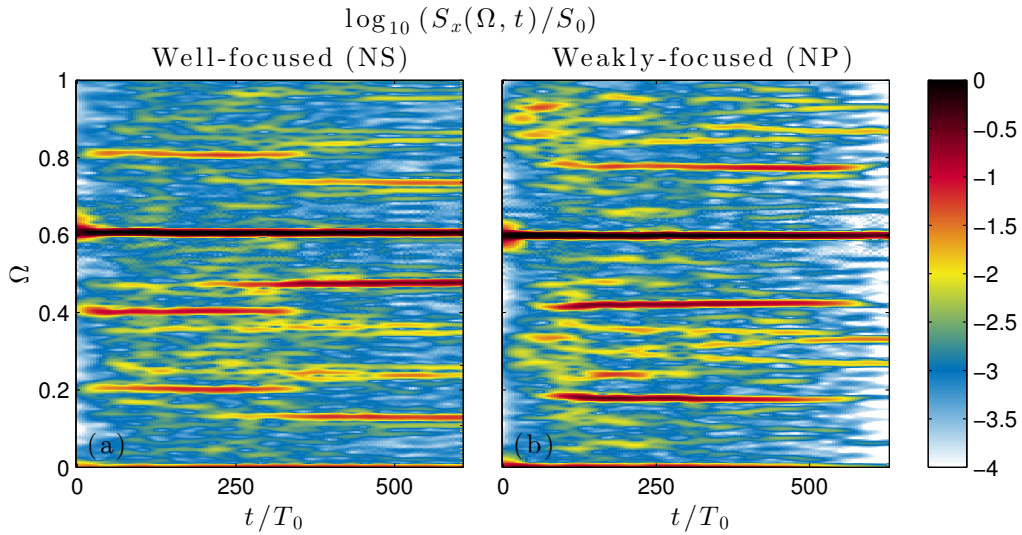 log₁₀ (Sₓ(Ω, t)/S₀)
Well-focused (NS)
Weakly-focused (NP)
1
0.8
0.6
0.4
0.2
0
Ω
(a)
(b)
0
250
500
0
250
500
t/T₀
t/T₀
0
−0.5
−1
−1.5
−2
−2.5
−3
−3.5
−4